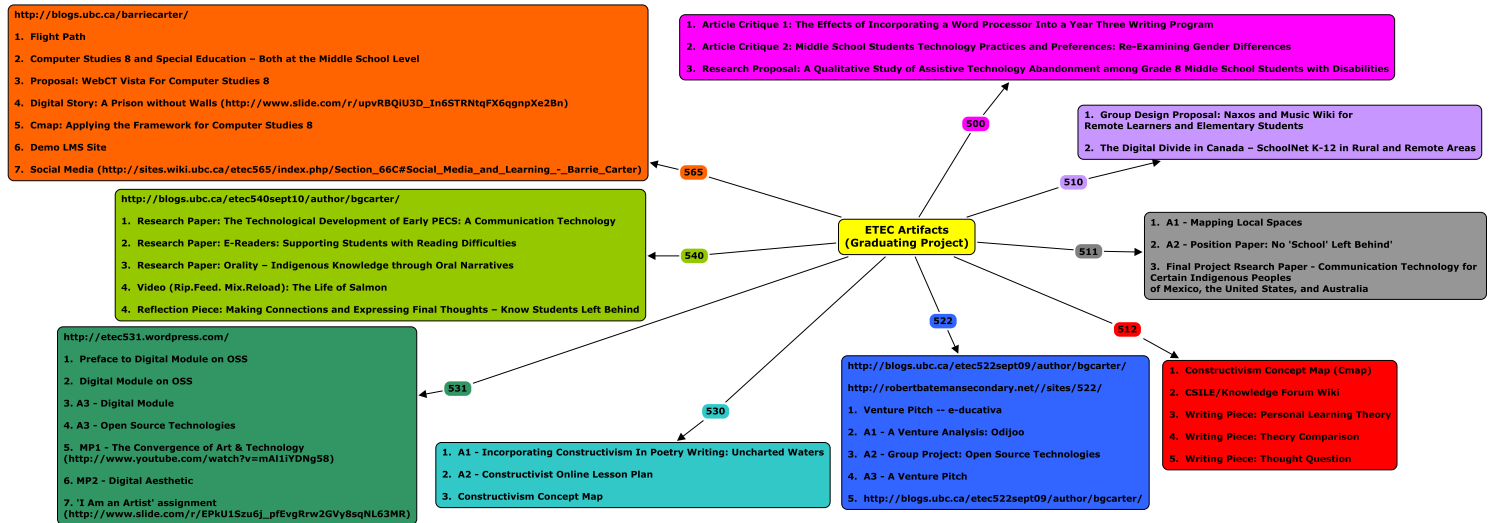 http://blogs.ubc.ca/barriecarter/
1. Flight Path
2. Computer Studies 8 and Special Education – Both at the Middle School Level
3. Proposal: WebCT Vista For Computer Studies 8
4. Digital Story: A Prison without Walls (http://www.slide.com/r/upvRBQiU3D_In6STRNtqFX6qgnpXe2Bn)
5. Cmap: Applying the Framework for Computer Studies 8
6. Demo LMS Site
7. Social Media (http://sites.wiki.ubc.ca/etec565/index.php/Section_66C#Social_Media_and_Learning_-_Barrie_Carter)
1. Article Critique 1: The Effects of Incorporating a Word Processor Into a Year Three Writing Program
2. Article Critique 2: Middle School Students Technology Practices and Preferences: Re-Examining Gender Differences
3. Research Proposal: A Qualitative Study of Assistive Technology Abandonment among Grade 8 Middle School Students with Disabilities
500
1. Group Design Proposal: Naxos and Music Wiki for
Remote Learners and Elementary Students
2. The Digital Divide in Canada – SchoolNet K-12 in Rural and Remote Areas
565
510
http://blogs.ubc.ca/etec540sept10/author/bgcarter/
1. Research Paper: The Technological Development of Early PECS: A Communication Technology
2. Research Paper: E-Readers: Supporting Students with Reading Difficulties
3. Research Paper: Orality – Indigenous Knowledge through Oral Narratives
4. Video (Rip.Feed. Mix.Reload): The Life of Salmon
4. Reflection Piece: Making Connections and Expressing Final Thoughts – Know Students Left Behind
540
ETEC Artifacts
(Graduating Project)
511
1. A1 - Mapping Local Spaces
2. A2 - Position Paper: No 'School' Left Behind'
3. Final Project Rsearch Paper - Communication Technology for
Certain Indigenous Peoples
of Mexico, the United States, and Australia
522
512
http://etec531.wordpress.com/
1. Preface to Digital Module on OSS
2. Digital Module on OSS
3. A3 - Digital Module
4. A3 - Open Source Technologies
5. MP1 - The Convergence of Art & Technology
(http://www.youtube.com/watch?v=mAl1iYDNg58)
6. MP2 - Digital Aesthetic
7. 'I Am an Artist' assignment
(http://www.slide.com/r/EPkU1Szu6j_pfEvgRrw2GVy8sqNL63MR)
531
530
1. A1 - Incorporating Constructivism In Poetry Writing: Uncharted Waters
2. A2 - Constructivist Online Lesson Plan
3. Constructivism Concept Map
http://blogs.ubc.ca/etec522sept09/author/bgcarter/
http://robertbatemansecondary.net//sites/522/
1. Venture Pitch -- e-ducativa
2. A1 - A Venture Analysis: Odijoo
3. A2 - Group Project: Open Source Technologies
4. A3 - A Venture Pitch
5. http://blogs.ubc.ca/etec522sept09/author/bgcarter/
1. Constructivism Concept Map (Cmap)
2. CSILE/Knowledge Forum Wiki
3. Writing Piece: Personal Learning Theory
4. Writing Piece: Theory Comparison
5. Writing Piece: Thought Question